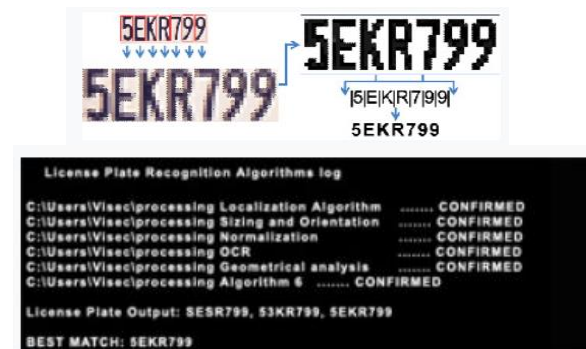 5EKR799
5EKR799
5EKR799
|5|E|K|R|7|9|9|
5EKR799
License Plate Recognition Algorithms log
C:\Users\Visec\processing Localization Algorithm ....... CONFIRMED
C:\Users\Visec\processing Sizing and Orientation ....... CONFIRMED
C:\Users\Visec\processing Normalization ....... CONFIRMED
C:\Users\Visec\processing OCR ....... CONFIRMED
C:\Users\Visec\processing Geometrical analysis ....... CONFIRMED
C:\Users\Visec\processing Algorithm 6 ....... CONFIRMED
License Plate Output: SESR799, 53KR799, 5EKR799
BEST MATCH: 5EKR799